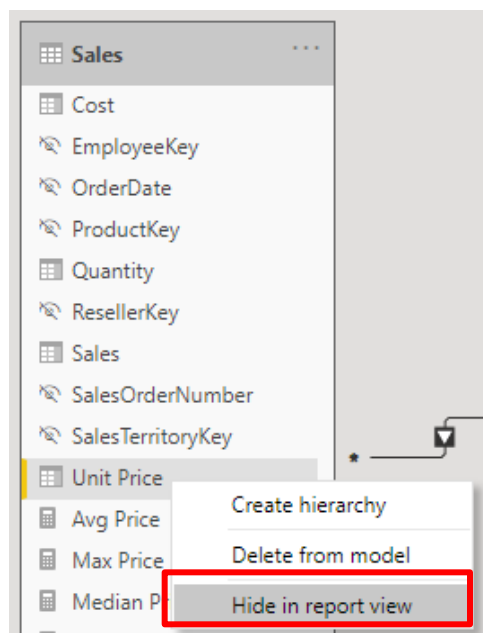 Sales
Cost
EmployeeKey
OrderDate
ProductKey
Quantity
ResellerKey
Sales
SalesOrderNumber
SalesTerritoryKey
Unit Price
Create hierarchy
Avg Price
Delete from model
Max Price
Hide in report view
Median